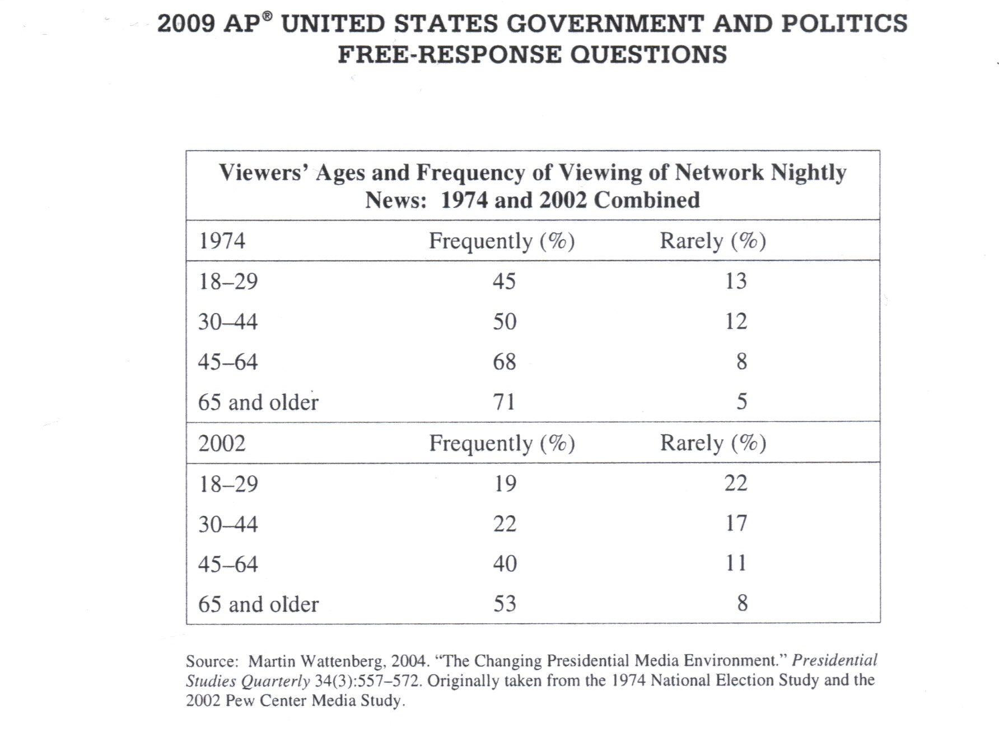 2009 AP® UNITED STATES GOVERNMENT AND POLITICS
FREE-RESPONSE QUESTIONS
Viewers' Ages and Frequency of Viewing of Network Nightly
News: 1974 and 2002 Combined
1974 Frequently (%) Rarely (%)
18–29 45 13
30–44 50 12
45–64 68 8
65 and older 71 5
2002 Frequently (%) Rarely (%)
18–29 19 22
30–44 22 17
45–64 40 11
65 and older 53 8
Source: Martin Wattenberg, 2004. “The Changing Presidential Media Environment.” Presidential
Studies Quarterly 34(3):557–572. Originally taken from the 1974 National Election Study and the
2002 Pew Center Media Study.